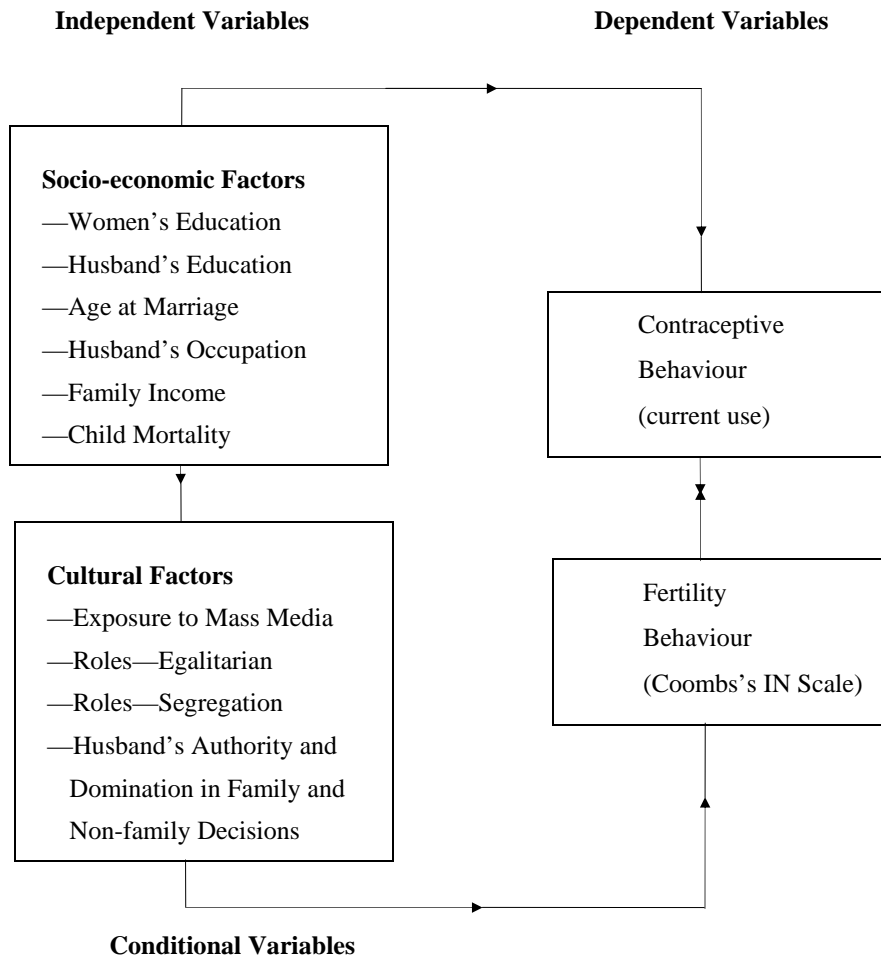 Independent Variables
Dependent Variables
Socio-economic Factors
—Women’s Education
—Husband’s Education
—Age at Marriage
—Husband’s Occupation
—Family Income
—Child Mortality
Contraceptive
Behaviour
(current use)
Cultural Factors
—Exposure to Mass Media
—Roles—Egalitarian
—Roles—Segregation
—Husband’s Authority and
Domination in Family and
Non-family Decisions
Fertility
Behaviour
(Coombs’s IN Scale)
Conditional Variables